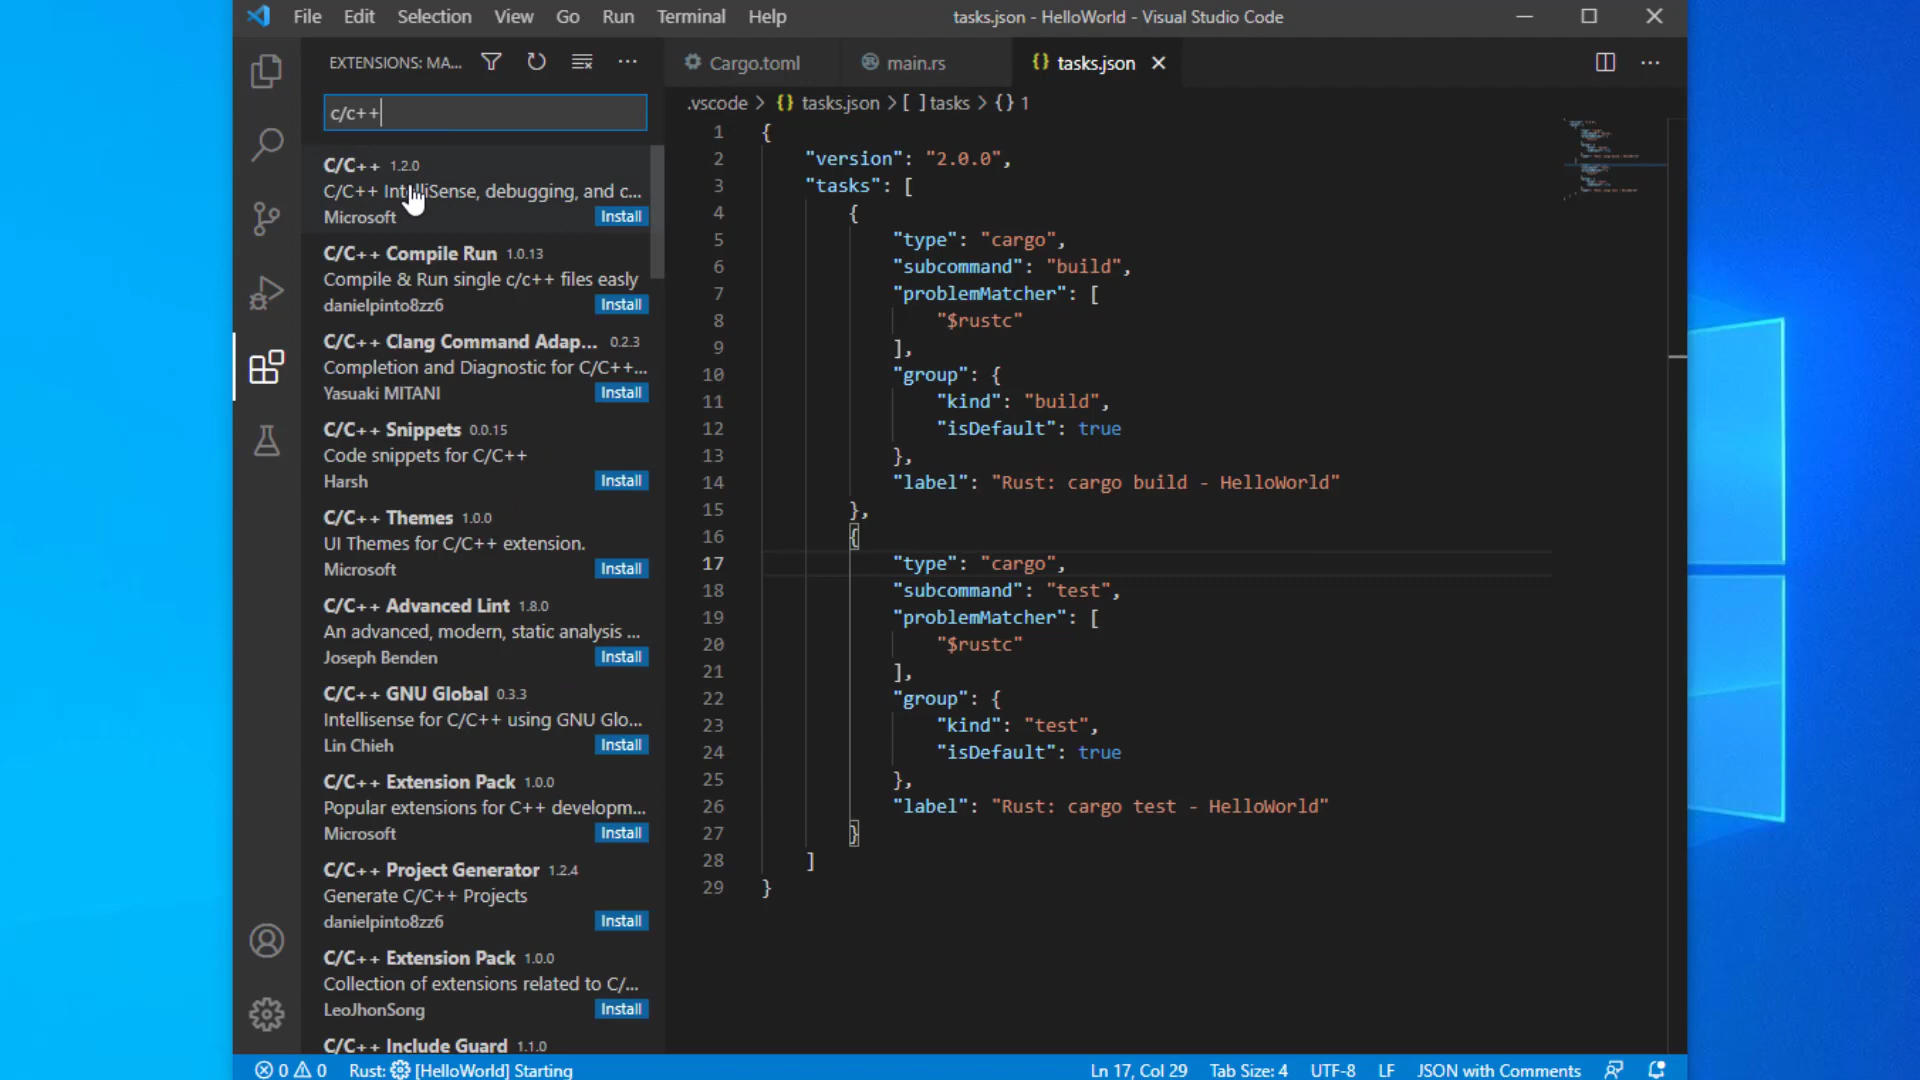 File Edit Selection View Go Run Terminal Help tasks.json - HelloWorld - Visual Studio Code
EXTENSIONS: MA...
c/c++
C/C++ 1.2.0
C/C++ IntelliSense, debugging, and c...
Microsoft Install
C/C++ Compile Run 1.0.13
Compile & Run single c/c++ files easly
danielpinto8zz6 Install
C/C++ Clang Command Adap... 0.2.3
Completion and Diagnostic for C/C++...
Yasuaki MITANI Install
C/C++ Snippets 0.0.15
Code snippets for C/C++
Harsh Install
C/C++ Themes 1.0.0
UI Themes for C/C++ extension.
Microsoft Install
C/C++ Advanced Lint 1.8.0
An advanced, modern, static analysis ...
Joseph Benden Install
C/C++ GNU Global 0.3.3
Intellisense for C/C++ using GNU Glo...
Lin Chieh Install
C/C++ Extension Pack 1.0.0
Popular extensions for C++ developm...
Microsoft Install
C/C++ Project Generator 1.2.4
Generate C/C++ Projects
danielpinto8zz6 Install
C/C++ Extension Pack 1.0.0
Collection of extensions related to C/...
LeoJhonSong Install
C/C++ Include Guard 1.1.0
Cargo.toml main.rs {} tasks.json
.vscode > {} tasks.json > [ ] tasks > {} 1
1 {
2 "version": "2.0.0",
3 "tasks": [
4 {
5 "type": "cargo",
6 "subcommand": "build",
7 "problemMatcher": [
8 "$rustc"
9 ],
10 "group": {
11 "kind": "build",
12 "isDefault": true
13 },
14 "label": "Rust: cargo build - HelloWorld"
15 },
16 {
17 "type": "cargo",
18 "subcommand": "test",
19 "problemMatcher": [
20 "$rustc"
21 ],
22 "group": {
23 "kind": "test",
24 "isDefault": true
25 },
26 "label": "Rust: cargo test - HelloWorld"
27 }
28 ]
29 }
0 0 Rust: [HelloWorld] Starting Ln 17, Col 29 Tab Size: 4 UTF-8 LF JSON with Comments